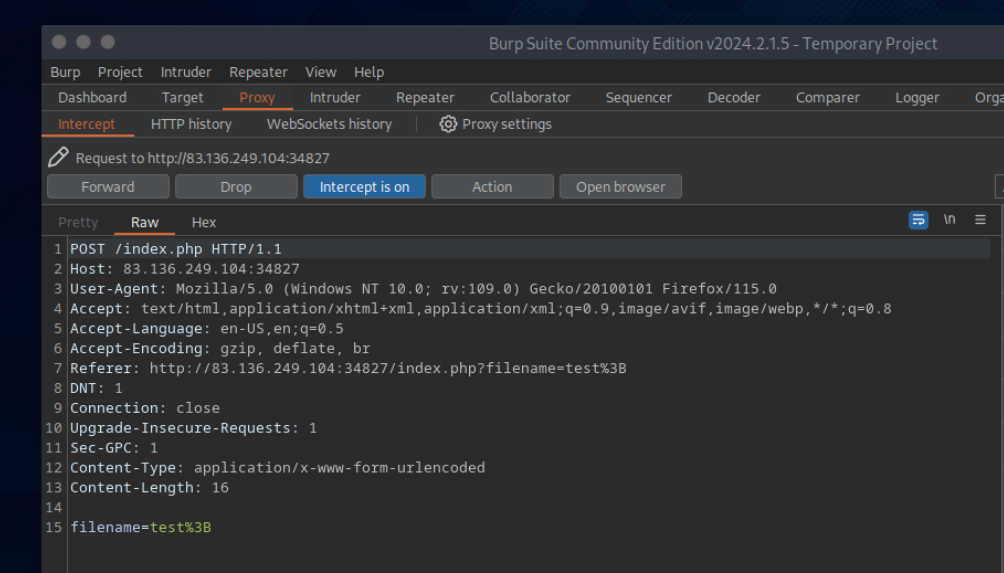 Burp Suite Community Edition v2024.2.1.5 - Temporary Project
Burp Project Intruder Repeater View Help
Dashboard Target Proxy Intruder Repeater Collaborator Sequencer Decoder Comparer Logger
Intercept HTTP history WebSockets history Proxy settings
Request to http://83.136.249.104:34827
Forward Drop Intercept is on Action Open browser
Pretty Raw Hex \n
1 POST /index.php HTTP/1.1
2 Host: 83.136.249.104:34827
3 User-Agent: Mozilla/5.0 (Windows NT 10.0; rv:109.0) Gecko/20100101 Firefox/115.0
4 Accept: text/html,application/xhtml+xml,application/xml;q=0.9,image/avif,image/webp,*/*;q=0.8
5 Accept-Language: en-US,en;q=0.5
6 Accept-Encoding: gzip, deflate, br
7 Referer: http://83.136.249.104:34827/index.php?filename=test%3B
8 DNT: 1
9 Connection: close
10 Upgrade-Insecure-Requests: 1
11 Sec-GPC: 1
12 Content-Type: application/x-www-form-urlencoded
13 Content-Length: 16
14
15 filename=test%3B